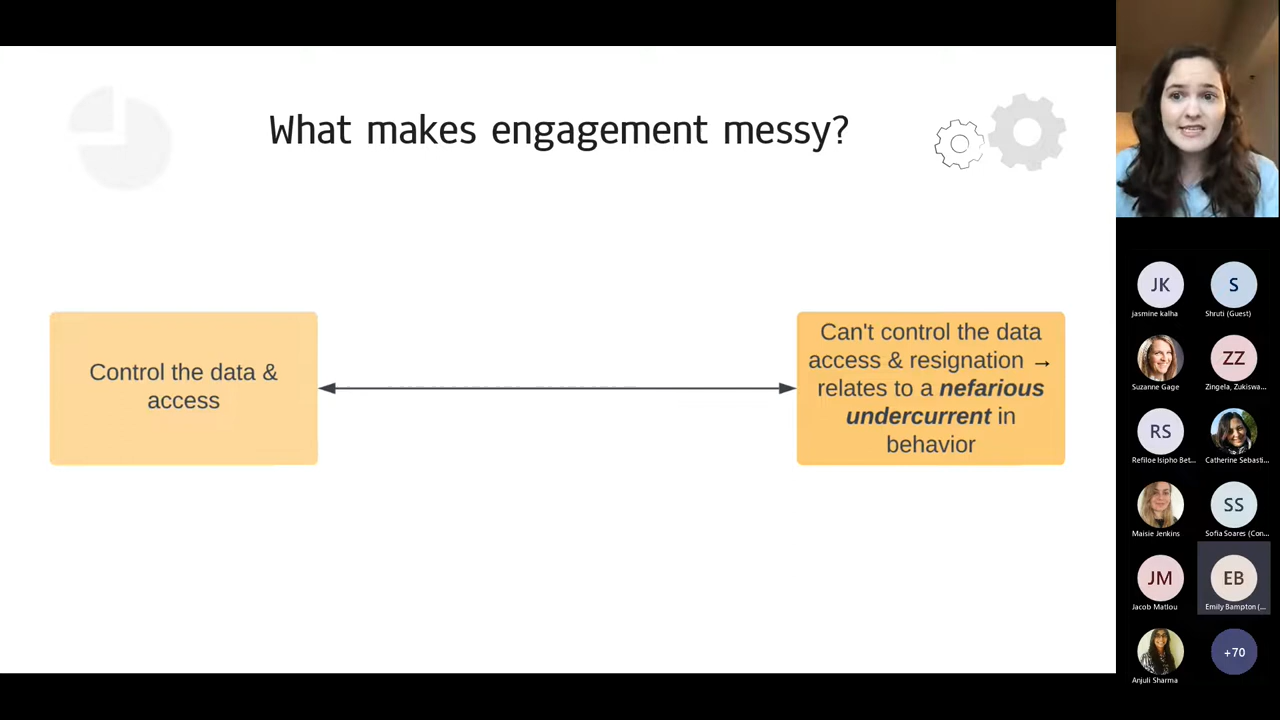 What makes engagement messy?
Control the data &
access
Can't control the data
access & resignation →
relates to a nefarious
undercurrent in
behavior
JK
jasmine kalha
S
Shruti (Guest)
Suzanne Gage
ZZ
Zingela, Zukiswa...
RS
Refiloe Isipho Bet...
Catherine Sebasti...
Maisie Jenkins
SS
Sofia Soares (Con...
JM
Jacob Matlou
EB
Emily Bampton (...
Anjuli Sharma
+70